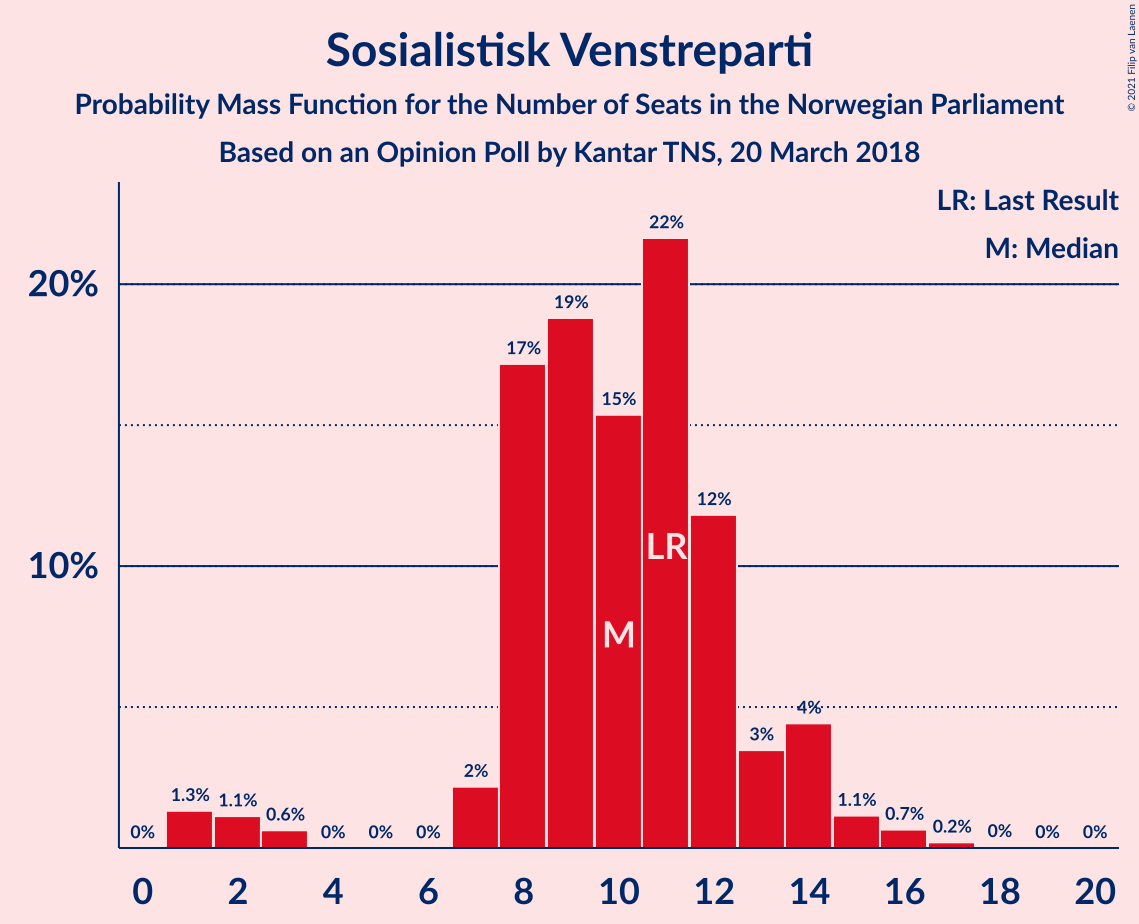 Sosialistisk Venstreparti
Probability Mass Function for the Number of Seats in the Norwegian Parliament
Based on an Opinion Poll by Kantar TNS, 20 March 2018
© 2021 Filip van Laenen
LR: Last Result
M: Median
20%
10%
0%
1.3%
1.1%
0.6%
0%
0%
0%
2%
17%
19%
15%
22%
12%
3%
4%
1.1%
0.7%
0.2%
0%
0%
0%
LR
M
0 2 4 6 8 10 12 14 16 18 20